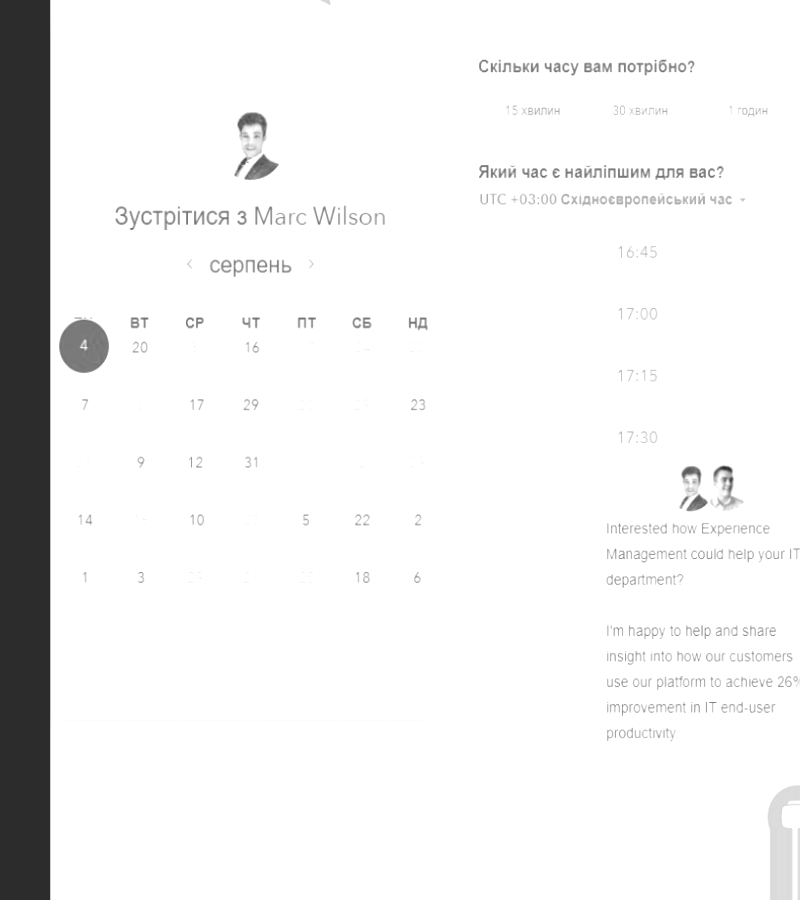 Скільки часу вам потрібно?
15 хвилин 30 хвилин 1 годин
Який час є найліпшим для вас?
UTC +03:00 Східноєвропейський час
Зустрітися з Marc Wilson
серпень
ВТ СР ЧТ ПТ СБ НД
4 20 16
7 17 29 23
9 12 31
14 10 5 22 2
1 3 18 6
16:45
17:00
17:15
17:30
Interested how Experience
Management could help your IT
department?
I'm happy to help and share
insight into how our customers
use our platform to achieve 26%
improvement in IT end-user
productivity